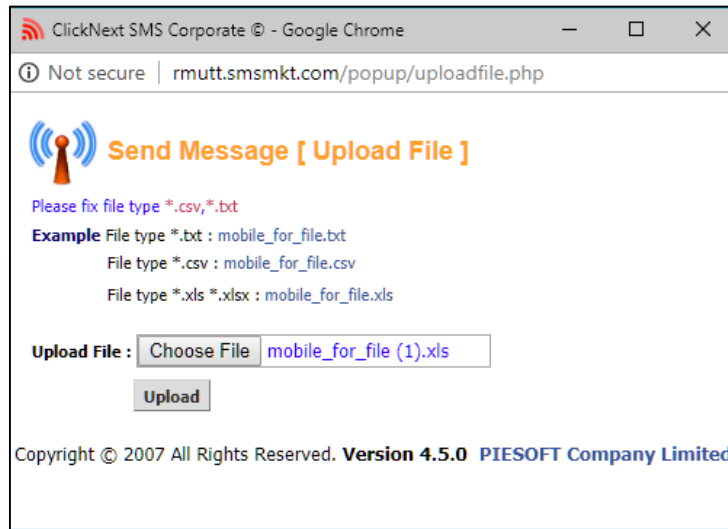 ClickNext SMS Corporate © - Google Chrome
Not secure | rmutt.smsmkt.com/popup/uploadfile.php
Send Message [ Upload File ]
Please fix file type *.csv,*.txt
Example File type *.txt : mobile_for_file.txt
File type *.csv : mobile_for_file.csv
File type *.xls *.xlsx : mobile_for_file.xls
Upload File : Choose File mobile_for_file (1).xls
Upload
Copyright © 2007 All Rights Reserved. Version 4.5.0 PIESOFT Company Limited